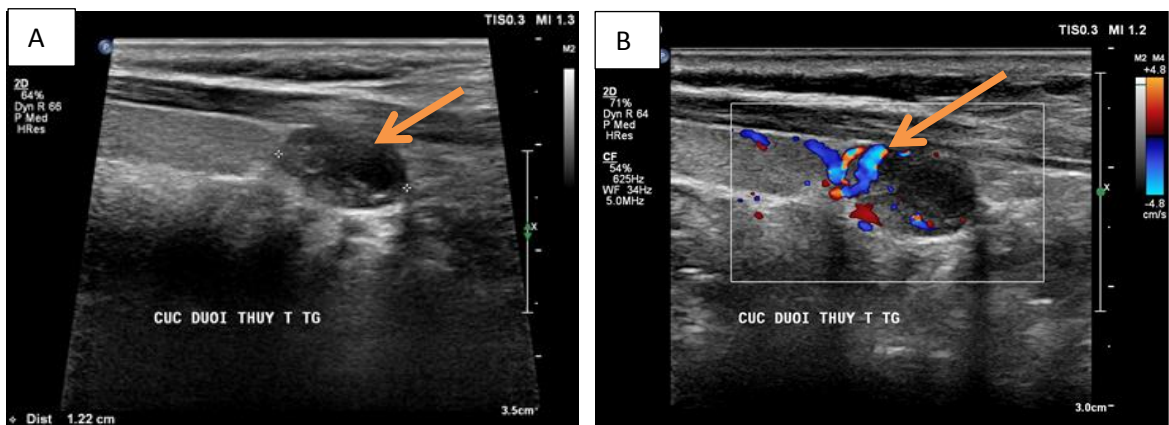 A
TIS0.3 MI 1.3
M2
2D
64%
Dyn R 66
P Med
HRes
x
CUC DUOI THUY T TG
3.5cm
Dist 1.22 cm
B
TIS0.3 MI 1.2
M2 M4
+4.8
2D
71%
Dyn R 64
P Med
HRes
CF
54%
625Hz
WF 34Hz
5.0MHz
x
-4.8
cm/s
CUC DUOI THUY T TG
3.0cm